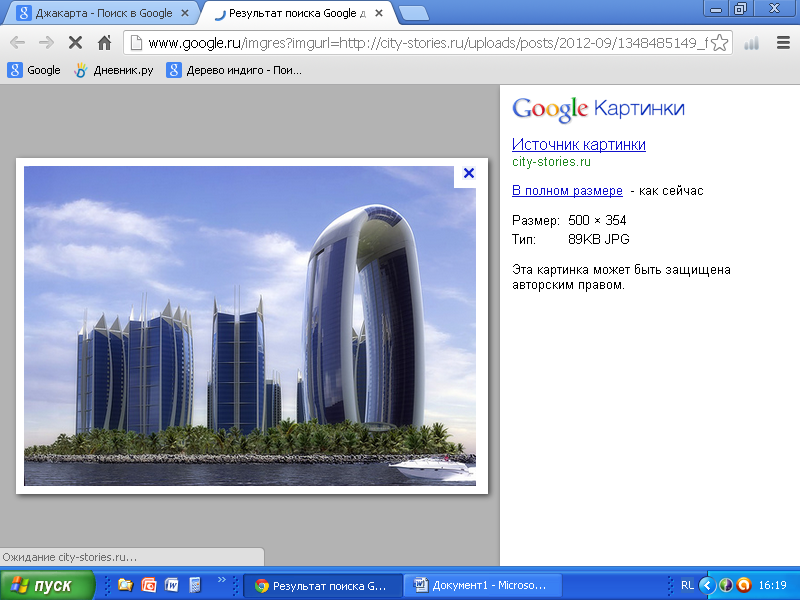 Джакарта - Поиск в Google
Результат поиска Google д
www.google.ru/imgres?imgurl=http://city-stories.ru/uploads/posts/2012-09/1348485149_f
Google
Дневник.ру
Дерево индиго - Пои...
Google Картинки
Источник картинки
city-stories.ru
В полном размере - как сейчас
Размер: 500 × 354
Тип: 89KB JPG
Эта картинка может быть защищена
авторским правом.
Ожидание city-stories.ru...
пуск
Результат поиска G...
Документ1 - Microso...
RL
16:19